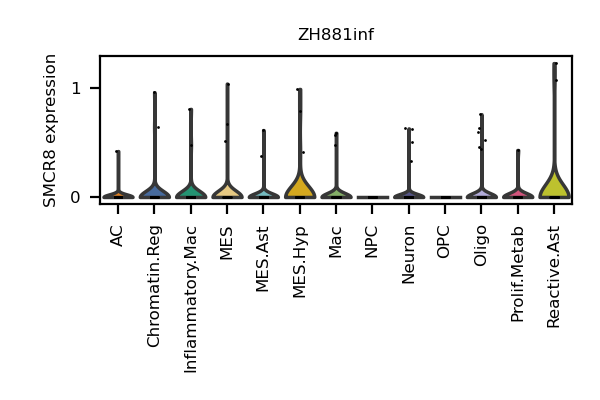 ZH881inf
SMCR8 expression
1
0
AC
Chromatin.Reg
Inflammatory.Mac
MES
MES.Ast
MES.Hyp
Mac
NPC
Neuron
OPC
Oligo
Prolif.Metab
Reactive.Ast